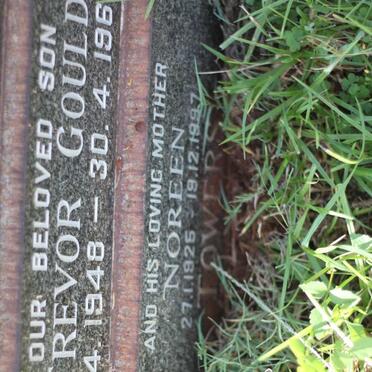 OUR BELOVED SON
REVOR GOULD
4. 1948 — 30. 4. 196
AND HIS LOVING MOTHER
NOREEN
27.1.1925 – 19.12.1997